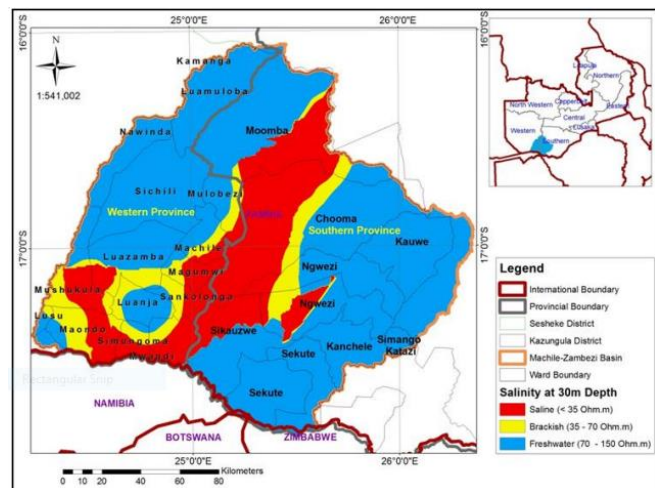 25°0'0"E
26°0'0"E
16°0'0"S
16°0'0"S
1:541,002
Kamanga
Luamuloba
Nawinda
Moomba
Sichili
Mulobezi
Western Province
ZAMBIA
Chooma
Southern Province
Kauwe
17°0'0"S
17°0'0"S
Luazamba
Machile
Magumwi
Ngwezi
Mushukula
Luanja
Sankolonga
Ngwezi
Lusu
Maondo
Simungoma
Sikauzwe
Kanchele
Simango
Katazi
Mwandi
Sekute
Rectangular Snip
Sekute
NAMIBIA
BOTSWANA
ZIMBABWE
25°0'0"E
26°0'0"E
Kilometers
0 10 20 40 60 80
Luapula
Northern
North Western
Copperbelt
Eastern
Central
Lusaka
Western
Southern
Legend
International Boundary
Provincial Boundary
Sesheke District
Kazungula District
Machile-Zambezi Basin
Ward Boundary
Salinity at 30m Depth
Saline (< 35 Ohm.m)
Brackish (35 - 70 Ohm.m)
Freshwater (70 - 150 Ohm.m)